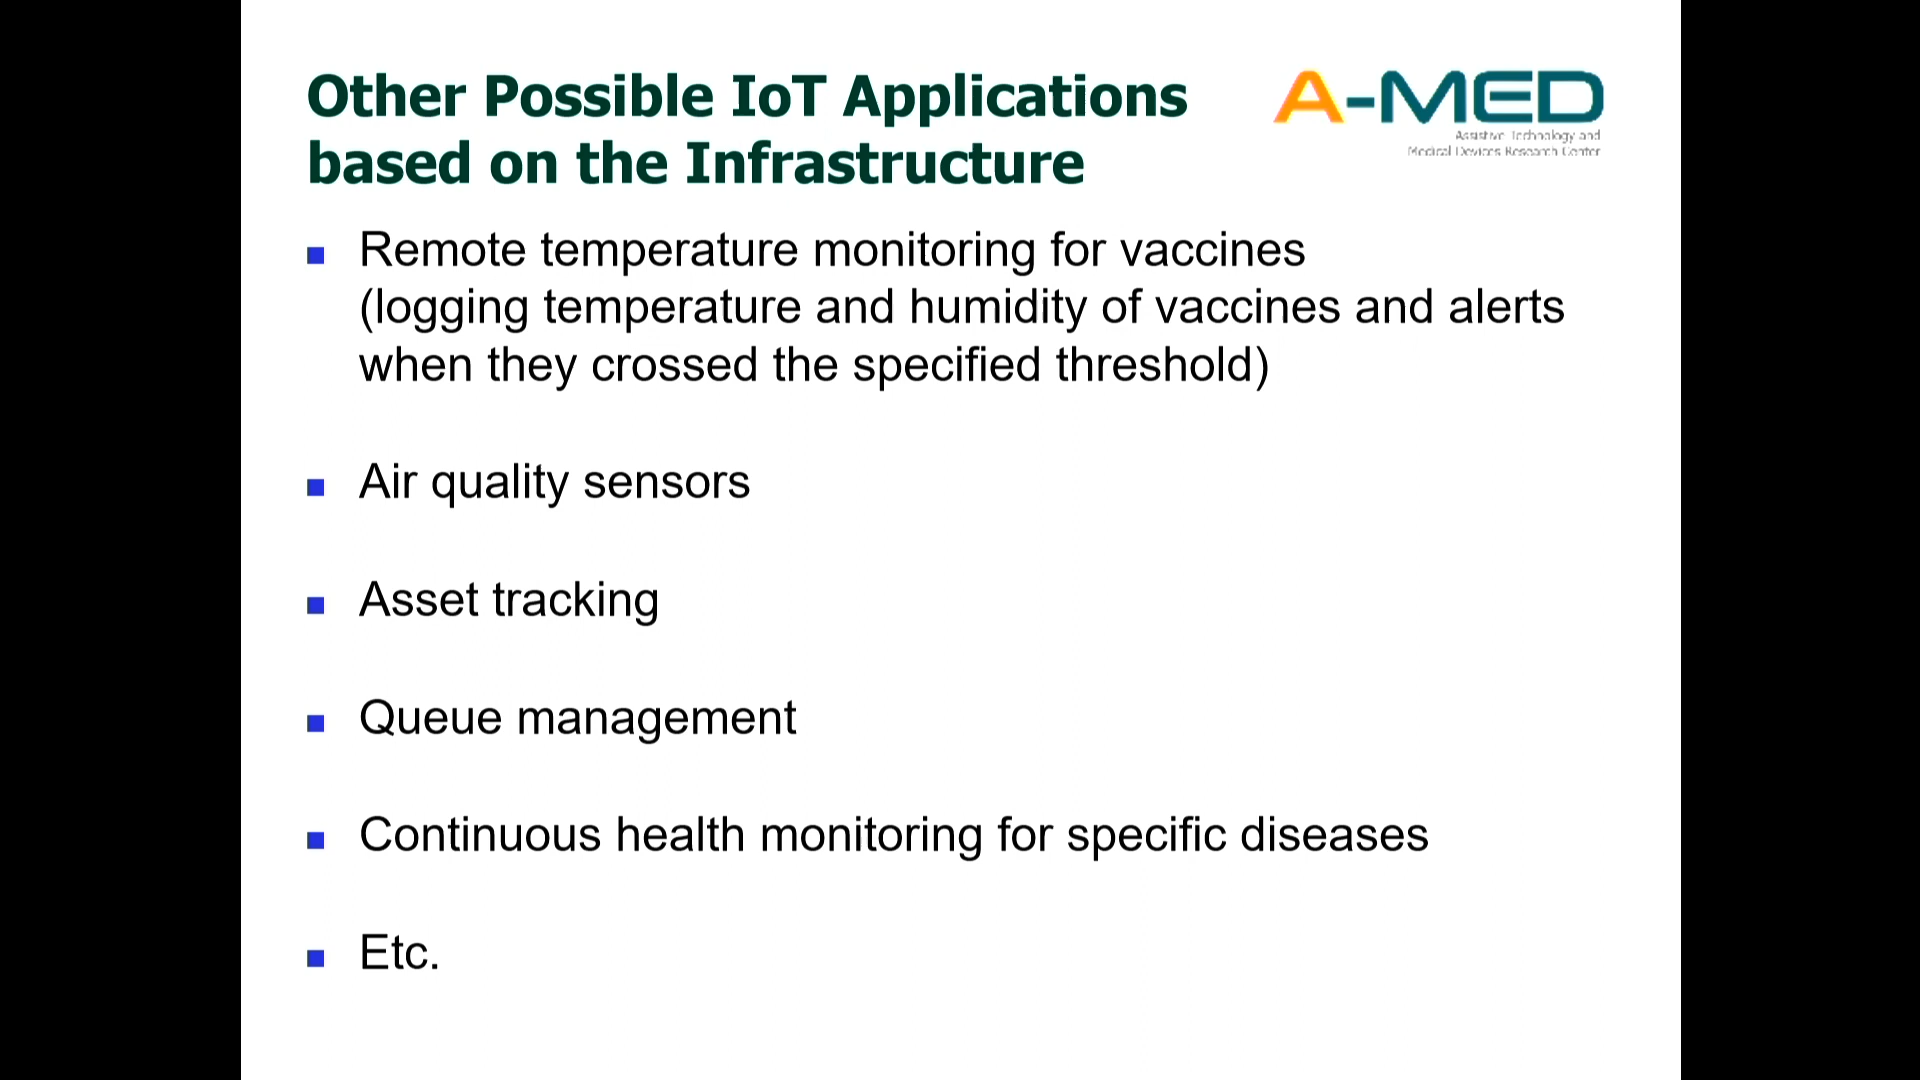 Other Possible IoT Applications
based on the Infrastructure
A-MED
Assistive Technology and
Medical Devices Research Center
Remote temperature monitoring for vaccines
(logging temperature and humidity of vaccines and alerts
when they crossed the specified threshold)
Air quality sensors
Asset tracking
Queue management
Continuous health monitoring for specific diseases
Etc.